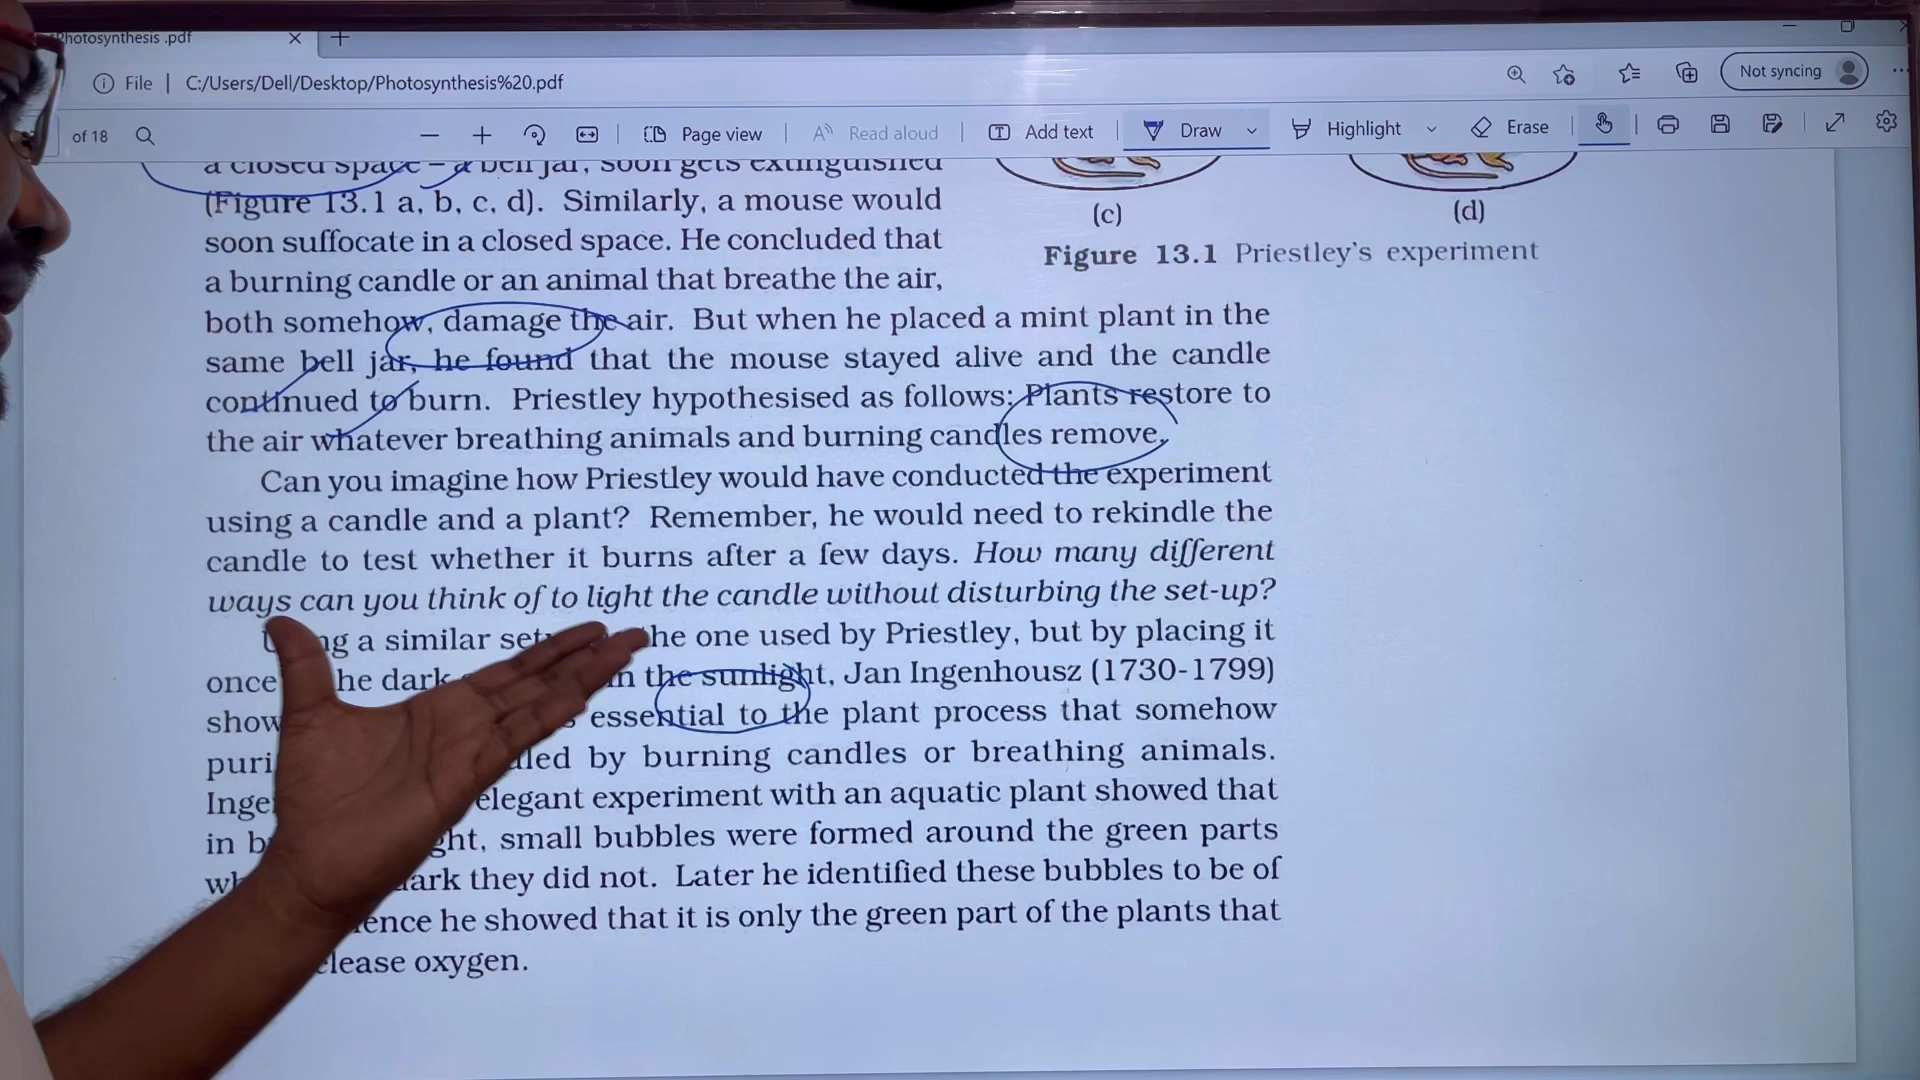 Photosynthesis .pdf
File | C:/Users/Dell/Desktop/Photosynthesis%20.pdf
Not syncing
of 18
Page view
Read aloud
Add text
Draw
Highlight
Erase
a closed space – a bell jar, soon gets extinguished
(Figure 13.1 a, b, c, d). Similarly, a mouse would
soon suffocate in a closed space. He concluded that
a burning candle or an animal that breathe the air,
both somehow, damage the air. But when he placed a mint plant in the
same bell jar, he found that the mouse stayed alive and the candle
continued to burn. Priestley hypothesised as follows: Plants restore to
the air whatever breathing animals and burning candles remove.
(c)
(d)
Figure 13.1 Priestley's experiment
Can you imagine how Priestley would have conducted the experiment
using a candle and a plant? Remember, he would need to rekindle the
candle to test whether it burns after a few days. How many different
ways can you think of to light the candle without disturbing the set-up?
a similar the one used by Priestley, but by placing it
once the dark in the sunlight, Jan Ingenhousz (1730-1799)
essential to the plant process that somehow
by burning candles or breathing animals.
elegant experiment with an aquatic plant showed that
in small bubbles were formed around the green parts
dark they did not. Later he identified these bubbles to be of
he showed that it is only the green part of the plants that
oxygen.